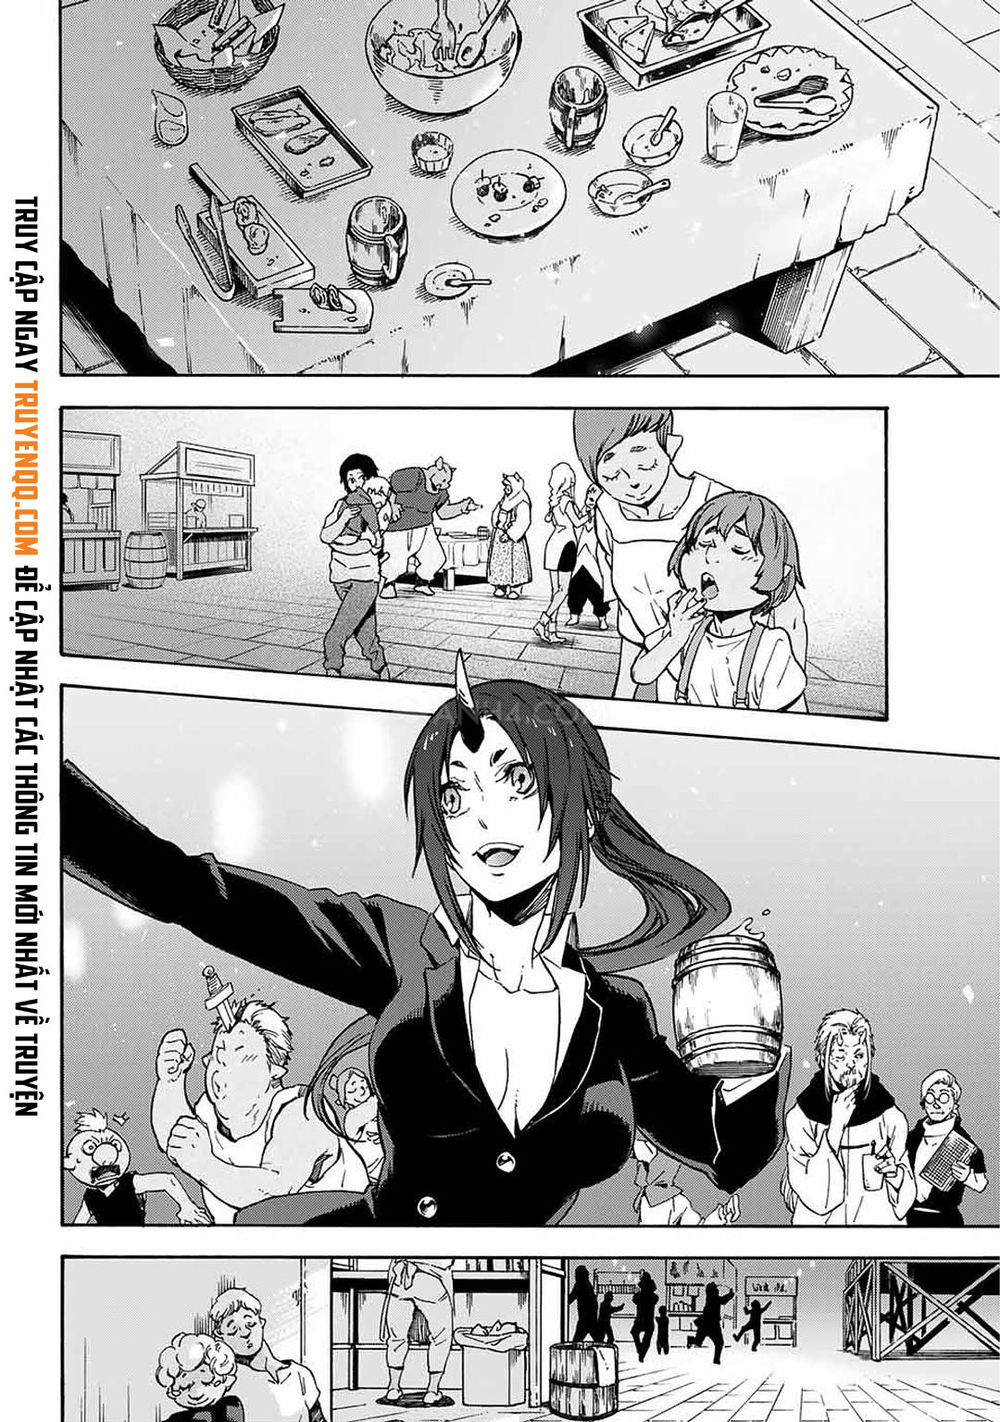 TRUY CẬP NGAY TRUYENQQ.COM ĐỂ CẬP NHẬT CÁC THÔNG TIN MỚI NHẤT VỀ TRUYỆN